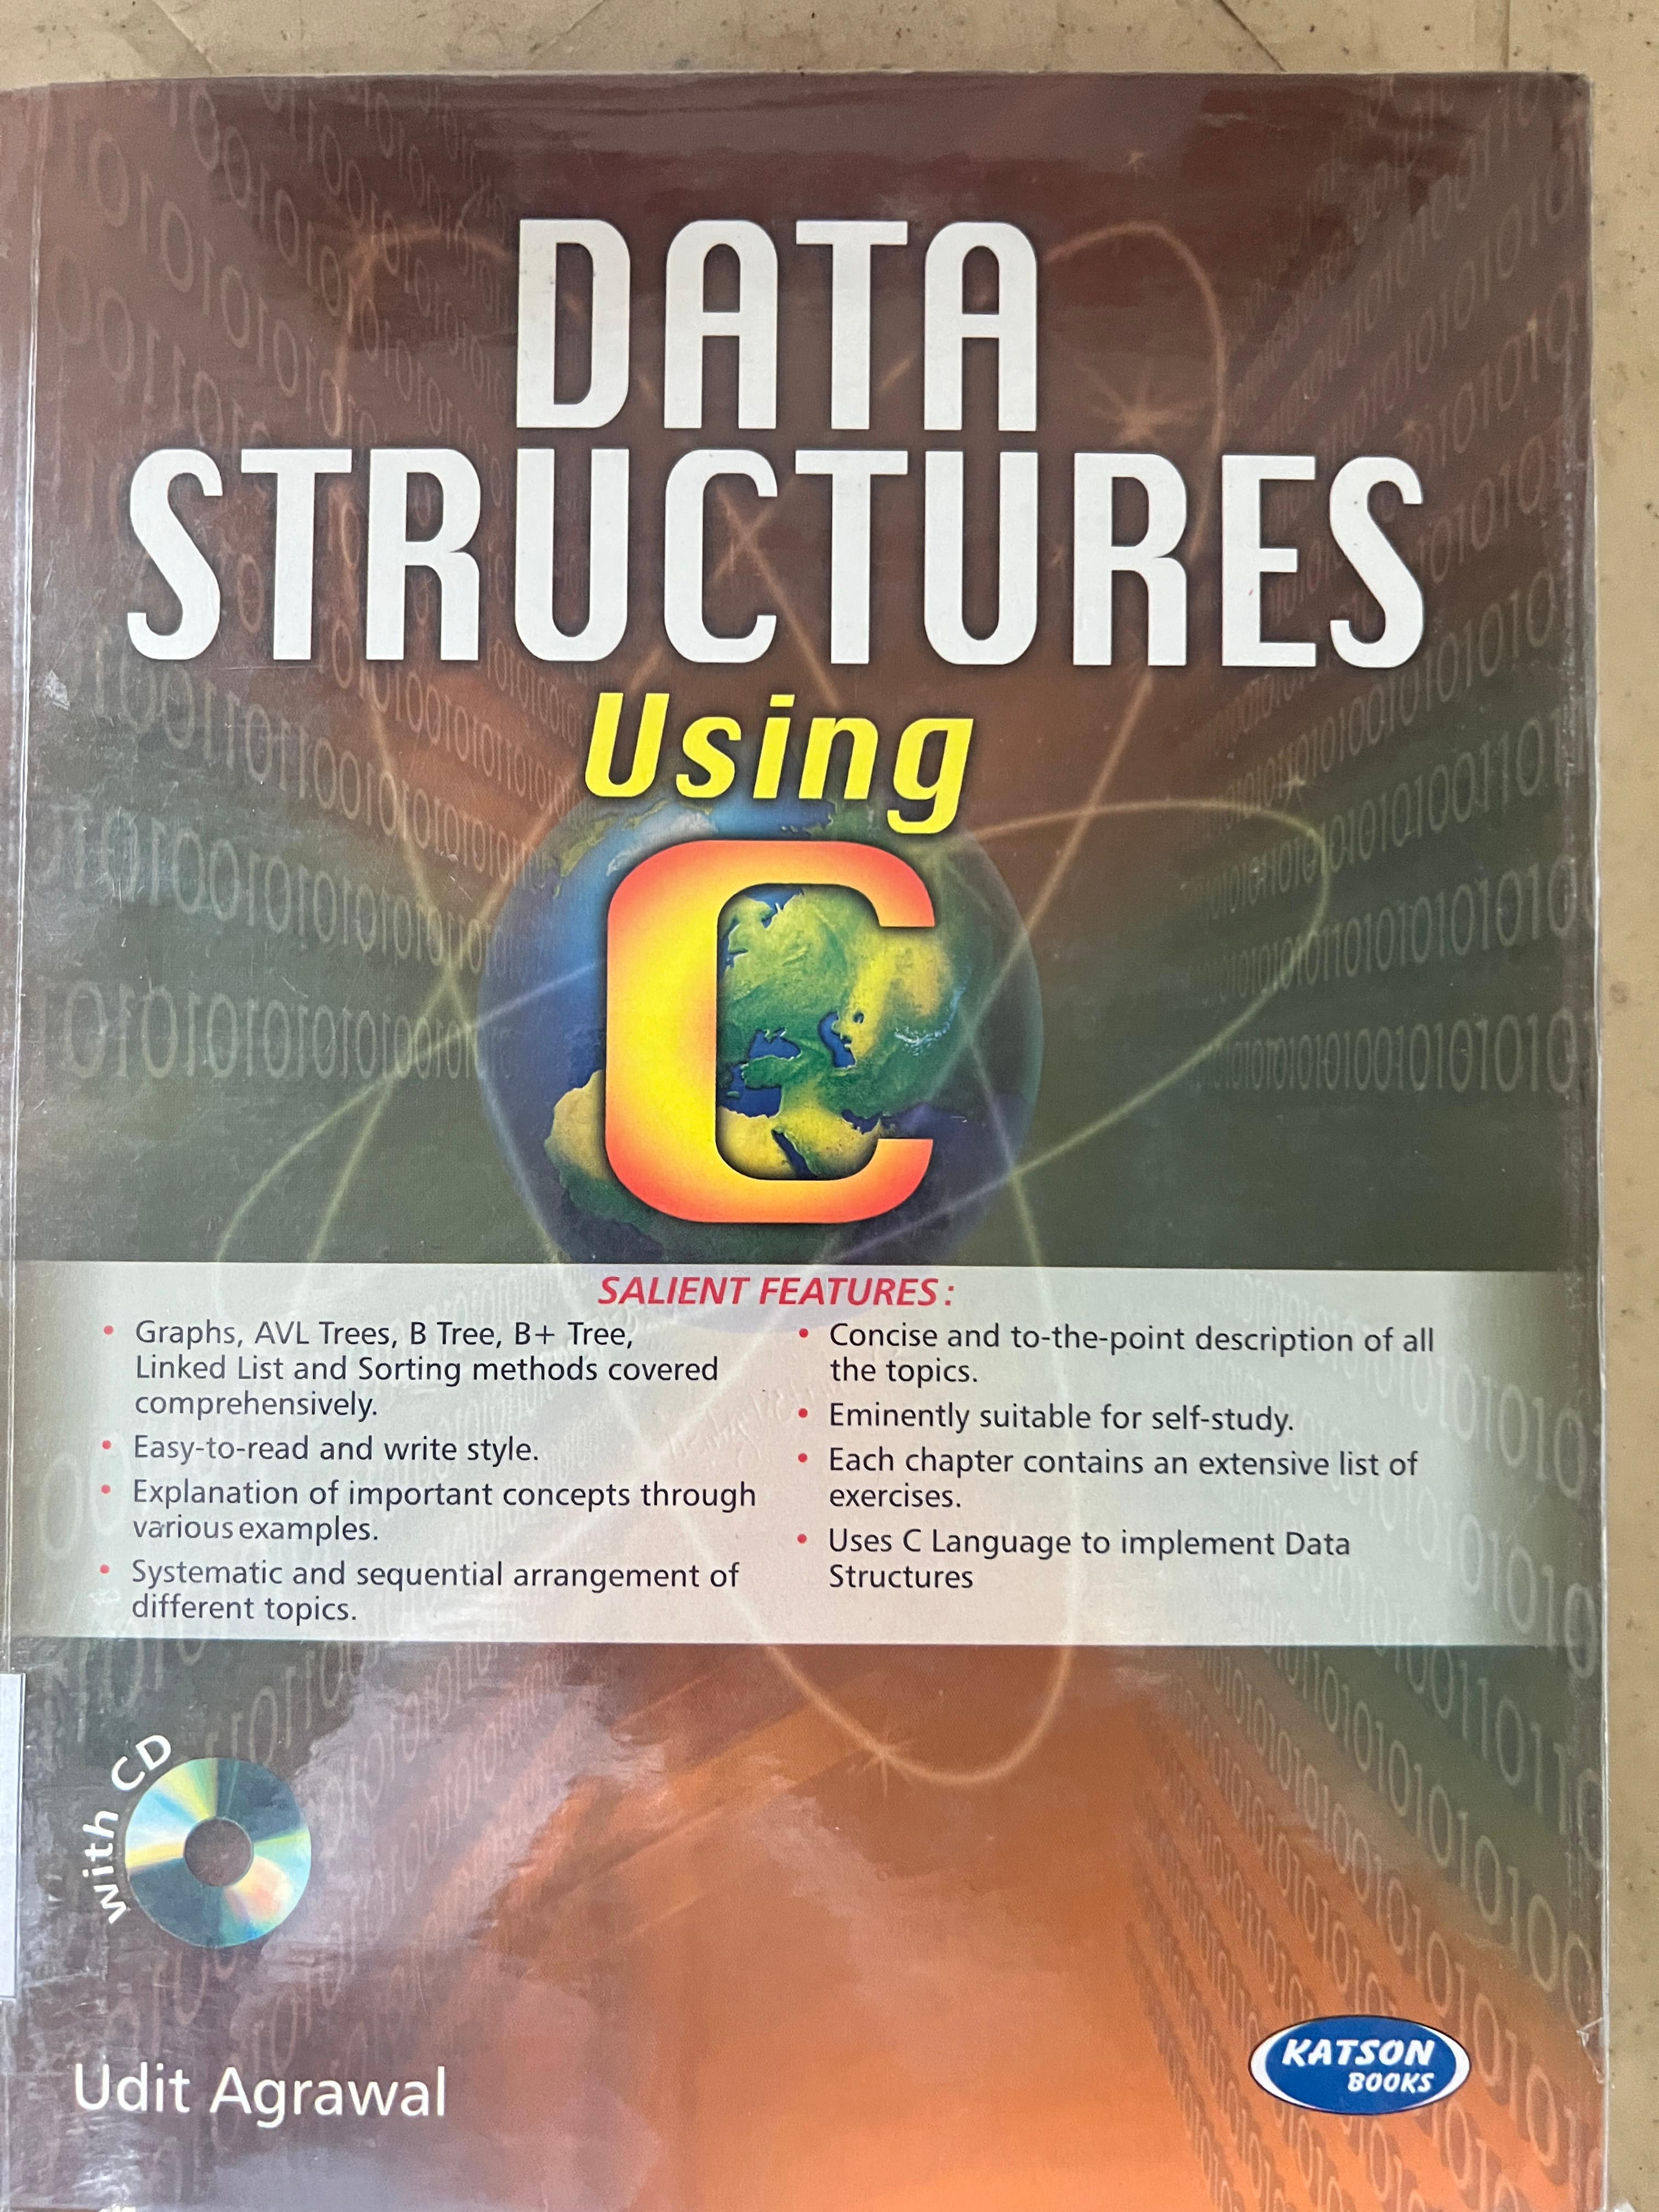 DATA
STRUCTURES
Using
C
SALIENT FEATURES :
• Graphs, AVL Trees, B Tree, B+ Tree,
Linked List and Sorting methods covered
comprehensively.
• Easy-to-read and write style.
• Explanation of important concepts through
various examples.
• Systematic and sequential arrangement of
different topics.
• Concise and to-the-point description of all
the topics.
• Eminently suitable for self-study.
• Each chapter contains an extensive list of
exercises.
• Uses C Language to implement Data
Structures
with CD
Udit Agrawal
KATSON
BOOKS